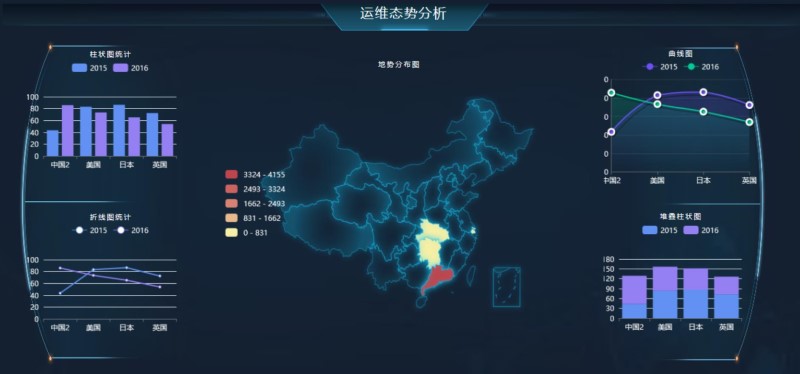 运维态势分析
柱状图统计
2015 2016
100
80
60
40
20
0
中国2 美国 日本 英国
折线图统计
2015 2016
100
80
60
40
20
0
中国2 美国 日本 英国
地势分布图
3324 - 4155
2493 - 3324
1662 - 2493
831 - 1662
0 - 831
曲线图
2015 2016
0
0
0
0
0
0
中国2 美国 日本 英国
堆叠柱状图
2015 2016
180
150
120
90
60
30
0
中国2 美国 日本 英国